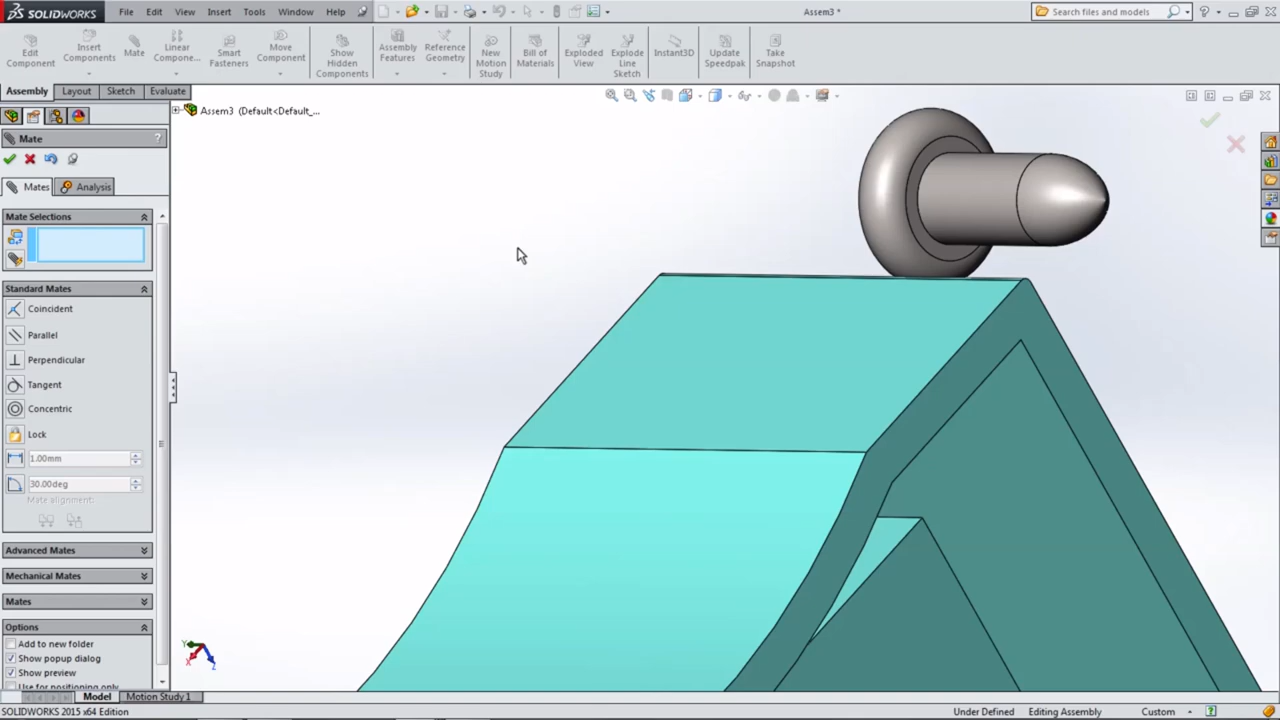 SOLIDWORKS File Edit View Insert Tools Window Help Assem3 * Search files and models
Edit Component
Insert Components
Mate
Linear Compone...
Smart Fasteners
Move Component
Show Hidden Components
Assembly Features
Reference Geometry
New Motion Study
Bill of Materials
Exploded View
Explode Line Sketch
Instant3D
Update Speedpak
Take Snapshot
Assembly Layout Sketch Evaluate
Assem3 (Default<Default_...
Mate ?
Mates Analysis
Mate Selections
Standard Mates
Coincident
Parallel
Perpendicular
Tangent
Concentric
Lock
1.00mm
30.00deg
Mate alignment:
Advanced Mates
Mechanical Mates
Mates
Options
Add to new folder
Show popup dialog
Show preview
Use for positioning only
Y X Z
Model Motion Study 1
SOLIDWORKS 2015 x64 Edition Under Defined Editing Assembly Custom